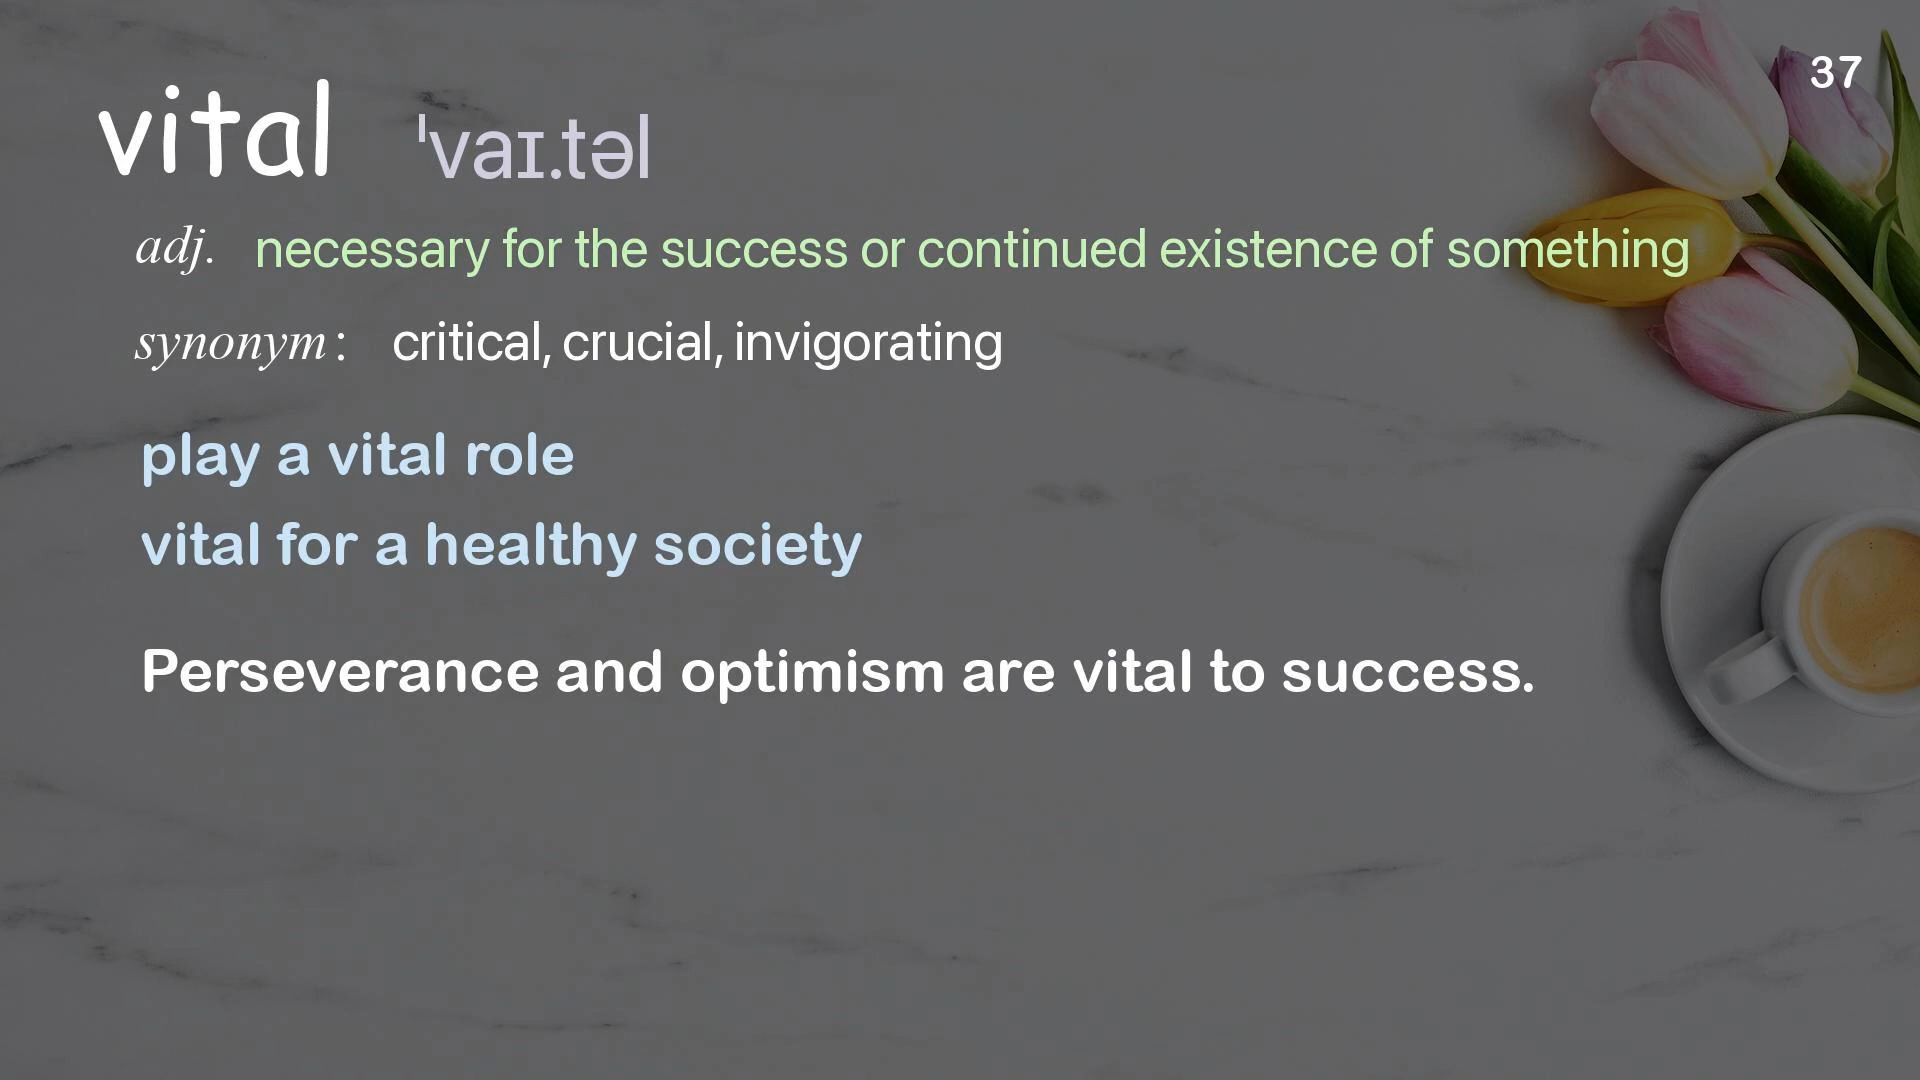 37
vital ˈvaɪ.təl
adj. necessary for the success or continued existence of something
synonym: critical, crucial, invigorating
play a vital role
vital for a healthy society
Perseverance and optimism are vital to success.